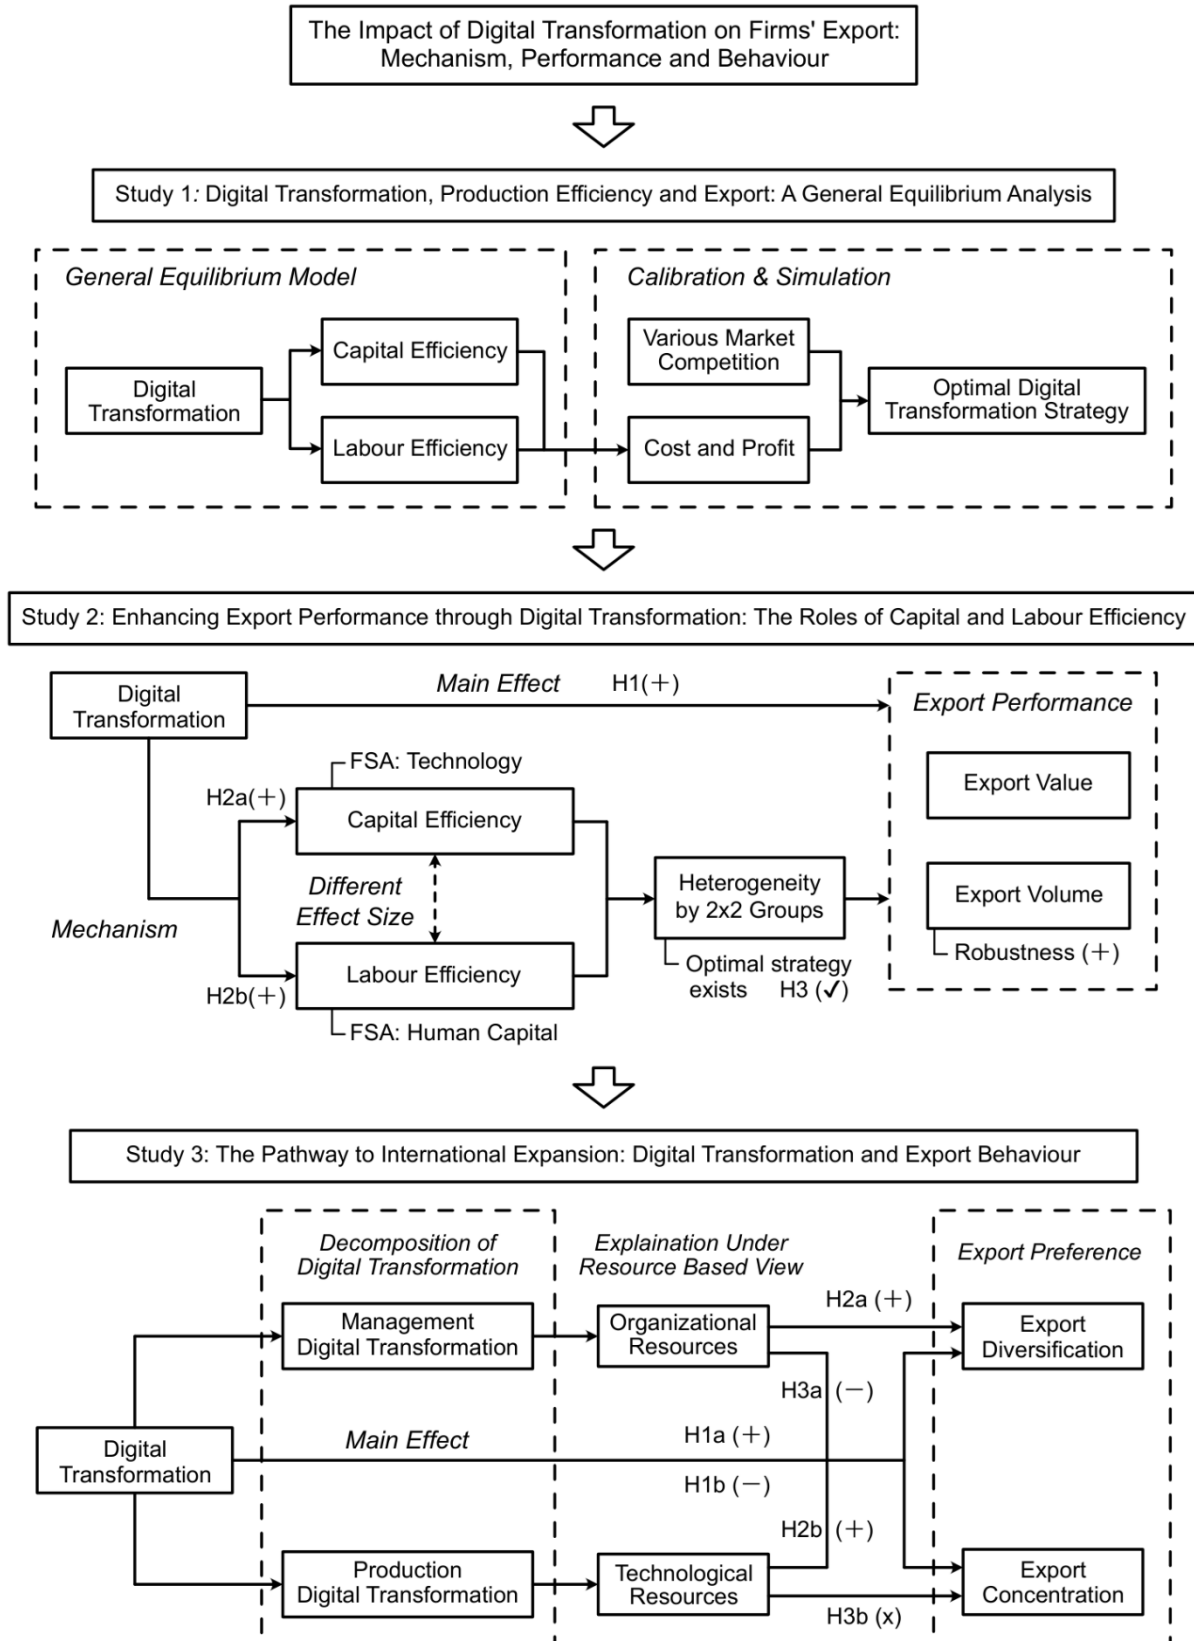 The Impact of Digital Transformation on Firms' Export:
Mechanism, Performance and Behaviour
Study 1: Digital Transformation, Production Efficiency and Export: A General Equilibrium Analysis
General Equilibrium Model
Digital
Transformation
Capital Efficiency
Labour Efficiency
Calibration & Simulation
Various Market
Competition
Cost and Profit
Optimal Digital
Transformation Strategy
Study 2: Enhancing Export Performance through Digital Transformation: The Roles of Capital and Labour Efficiency
Digital
Transformation
Main Effect H1(+)
Mechanism
H2a(+)
H2b(+)
FSA: Technology
Capital Efficiency
Different
Effect Size
Labour Efficiency
FSA: Human Capital
Heterogeneity
by 2x2 Groups
Optimal strategy
exists H3 (✓)
Export Performance
Export Value
Export Volume
Robustness (+)
Study 3: The Pathway to International Expansion: Digital Transformation and Export Behaviour
Digital
Transformation
Decomposition of
Digital Transformation
Management
Digital Transformation
Main Effect
Production
Digital Transformation
Explaination Under
Resource Based View
Organizational
Resources
Technological
Resources
H2a (+)
H3a (−)
H1a (+)
H1b (−)
H2b (+)
H3b (x)
Export Preference
Export
Diversification
Export
Concentration